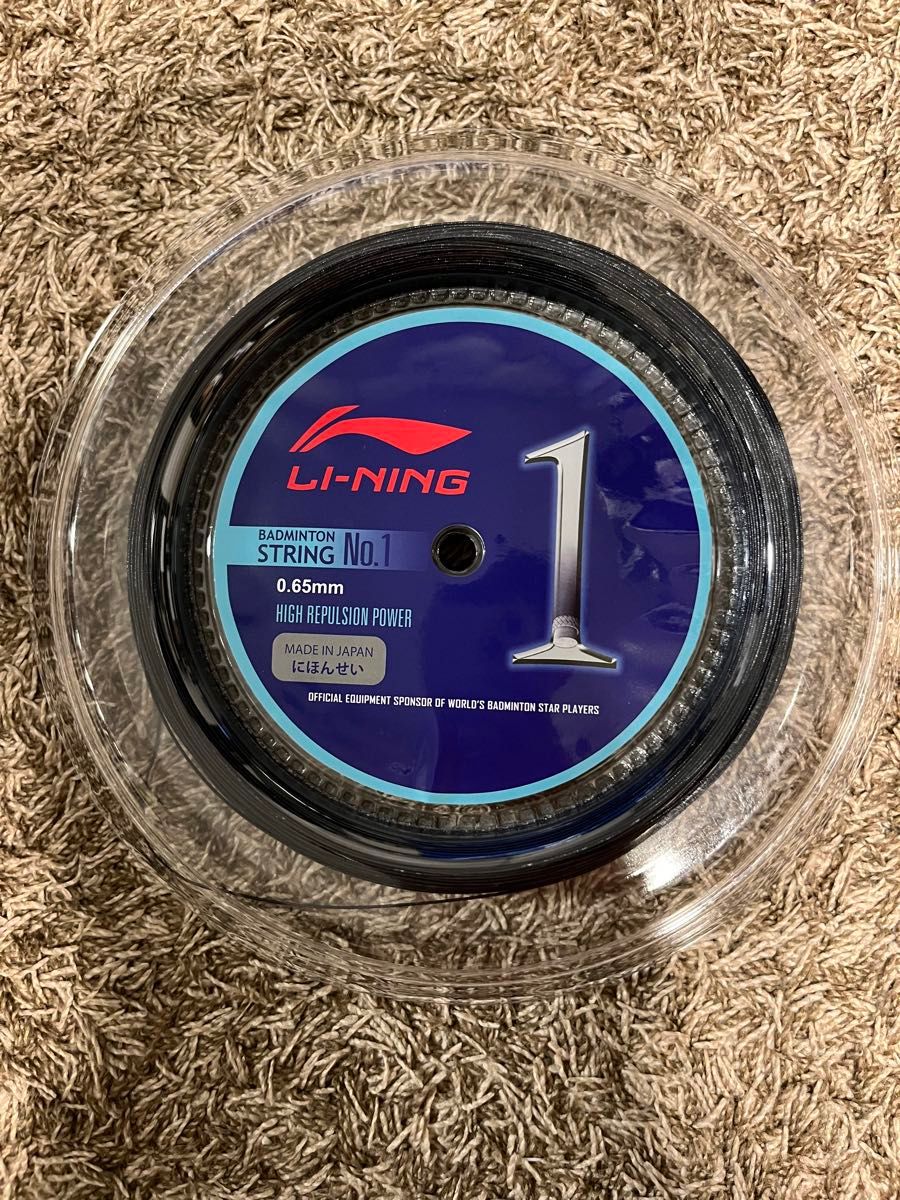 LI-NING
1
BADMINTON
STRING No.1
0.65mm
HIGH REPULSION POWER
MADE IN JAPAN
にほんせい
OFFICIAL EQUIPMENT SPONSOR OF WORLD'S BADMINTON STAR PLAYERS